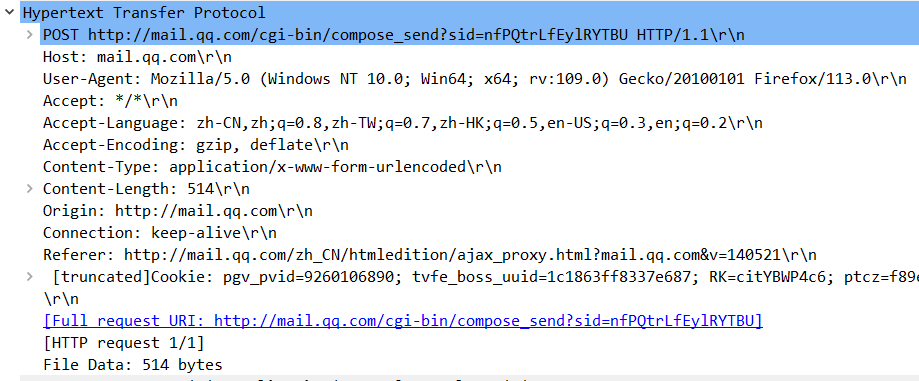 Hypertext Transfer Protocol
POST http://mail.qq.com/cgi-bin/compose_send?sid=nfPQtrLfEylRYTBU HTTP/1.1\r\n
Host: mail.qq.com\r\n
User-Agent: Mozilla/5.0 (Windows NT 10.0; Win64; x64; rv:109.0) Gecko/20100101 Firefox/113.0\r\n
Accept: */*\r\n
Accept-Language: zh-CN,zh;q=0.8,zh-TW;q=0.7,zh-HK;q=0.5,en-US;q=0.3,en;q=0.2\r\n
Accept-Encoding: gzip, deflate\r\n
Content-Type: application/x-www-form-urlencoded\r\n
Content-Length: 514\r\n
Origin: http://mail.qq.com\r\n
Connection: keep-alive\r\n
Referer: http://mail.qq.com/zh_CN/htmledition/ajax_proxy.html?mail.qq.com&v=140521\r\n
[truncated]Cookie: pgv_pvid=9260106890; tvfe_boss_uuid=1c1863ff8337e687; RK=citYBWP4c6; ptcz=f89
\r\n
[Full request URI: http://mail.qq.com/cgi-bin/compose_send?sid=nfPQtrLfEylRYTBU]
[HTTP request 1/1]
File Data: 514 bytes